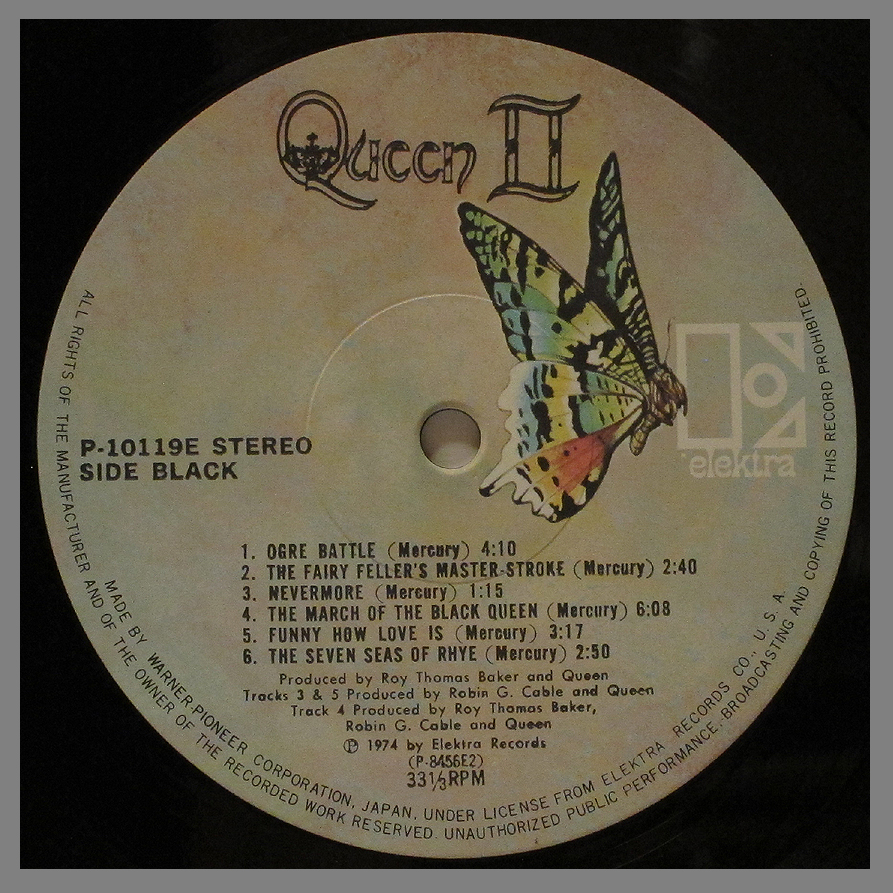 Queen II
elektra
P-10119E STEREO
SIDE BLACK
1. OGRE BATTLE (Mercury) 4:10
2. THE FAIRY FELLER'S MASTER-STROKE (Mercury) 2:40
3. NEVERMORE (Mercury) 1:15
4. THE MARCH OF THE BLACK QUEEN (Mercury) 6:08
5. FUNNY HOW LOVE IS (Mercury) 3:17
6. THE SEVEN SEAS OF RHYE (Mercury) 2:50
Produced by Roy Thomas Baker and Queen
Tracks 3 & 5 Produced by Robin G. Cable and Queen
Track 4 Produced by Roy Thomas Baker,
Robin G. Cable and Queen
℗ 1974 by Elektra Records
(P-8456E2)
33⅓RPM
MADE BY WARNER-PIONEER CORPORATION, JAPAN, UNDER LICENSE FROM ELEKTRA RECORDS CO., U. S. A.
ALL RIGHTS OF THE MANUFACTURER AND OF THE OWNER OF THE RECORDED WORK RESERVED. UNAUTHORIZED PUBLIC PERFORMANCE, BROADCASTING AND COPYING OF THIS RECORD PROHIBITED.